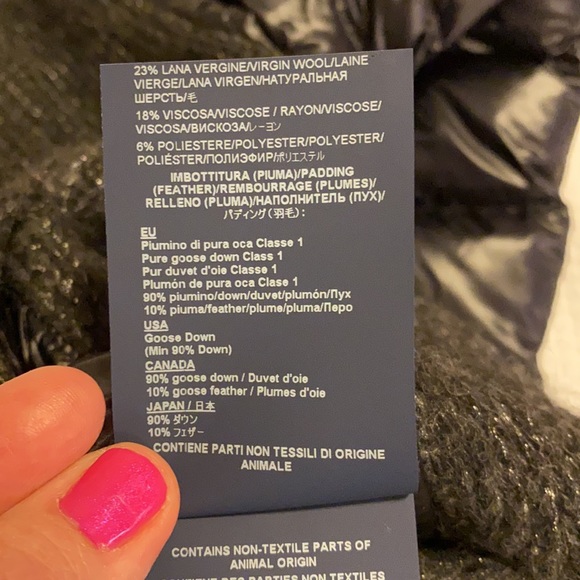 23% LANA VERGINE/VIRGIN WOOL/LAINE
VIERGE/LANA VIRGEN/НАТУРАЛЬНАЯ
ШЕРСТЬ/毛
18% VISCOSA/VISCOSE / RAYON/VISCOSE/
VISCOSA/ВИСКОЗА/レーヨン
6% POLIESTERE/POLYESTER/POLYESTER/
POLIÉSTER/ПОЛИЭФИР/ポリエステル
IMBOTTITURA (PIUMA)/PADDING
(FEATHER)/REMBOURRAGE (PLUMES)/
RELLENO (PLUMA)/НАПОЛНИТЕЛЬ (ПУХ)/
パディング(羽毛):
EU
Piumino di pura oca Classe 1
Pure goose down Class 1
Pur duvet d'oie Classe 1
Plumón de pura oca Clase 1
90% piumino/down/duvet/plumón/Пух
10% piuma/feather/plume/pluma/Перо
USA
Goose Down
(Min 90% Down)
CANADA
90% goose down / Duvet d'oie
10% goose feather / Plumes d'oie
JAPAN / 日本
90% ダウン
10% フェザー
CONTIENE PARTI NON TESSILI DI ORIGINE
ANIMALE
CONTAINS NON-TEXTILE PARTS OF
ANIMAL ORIGIN
CONTIENT DES PARTIES NON TEXTILES